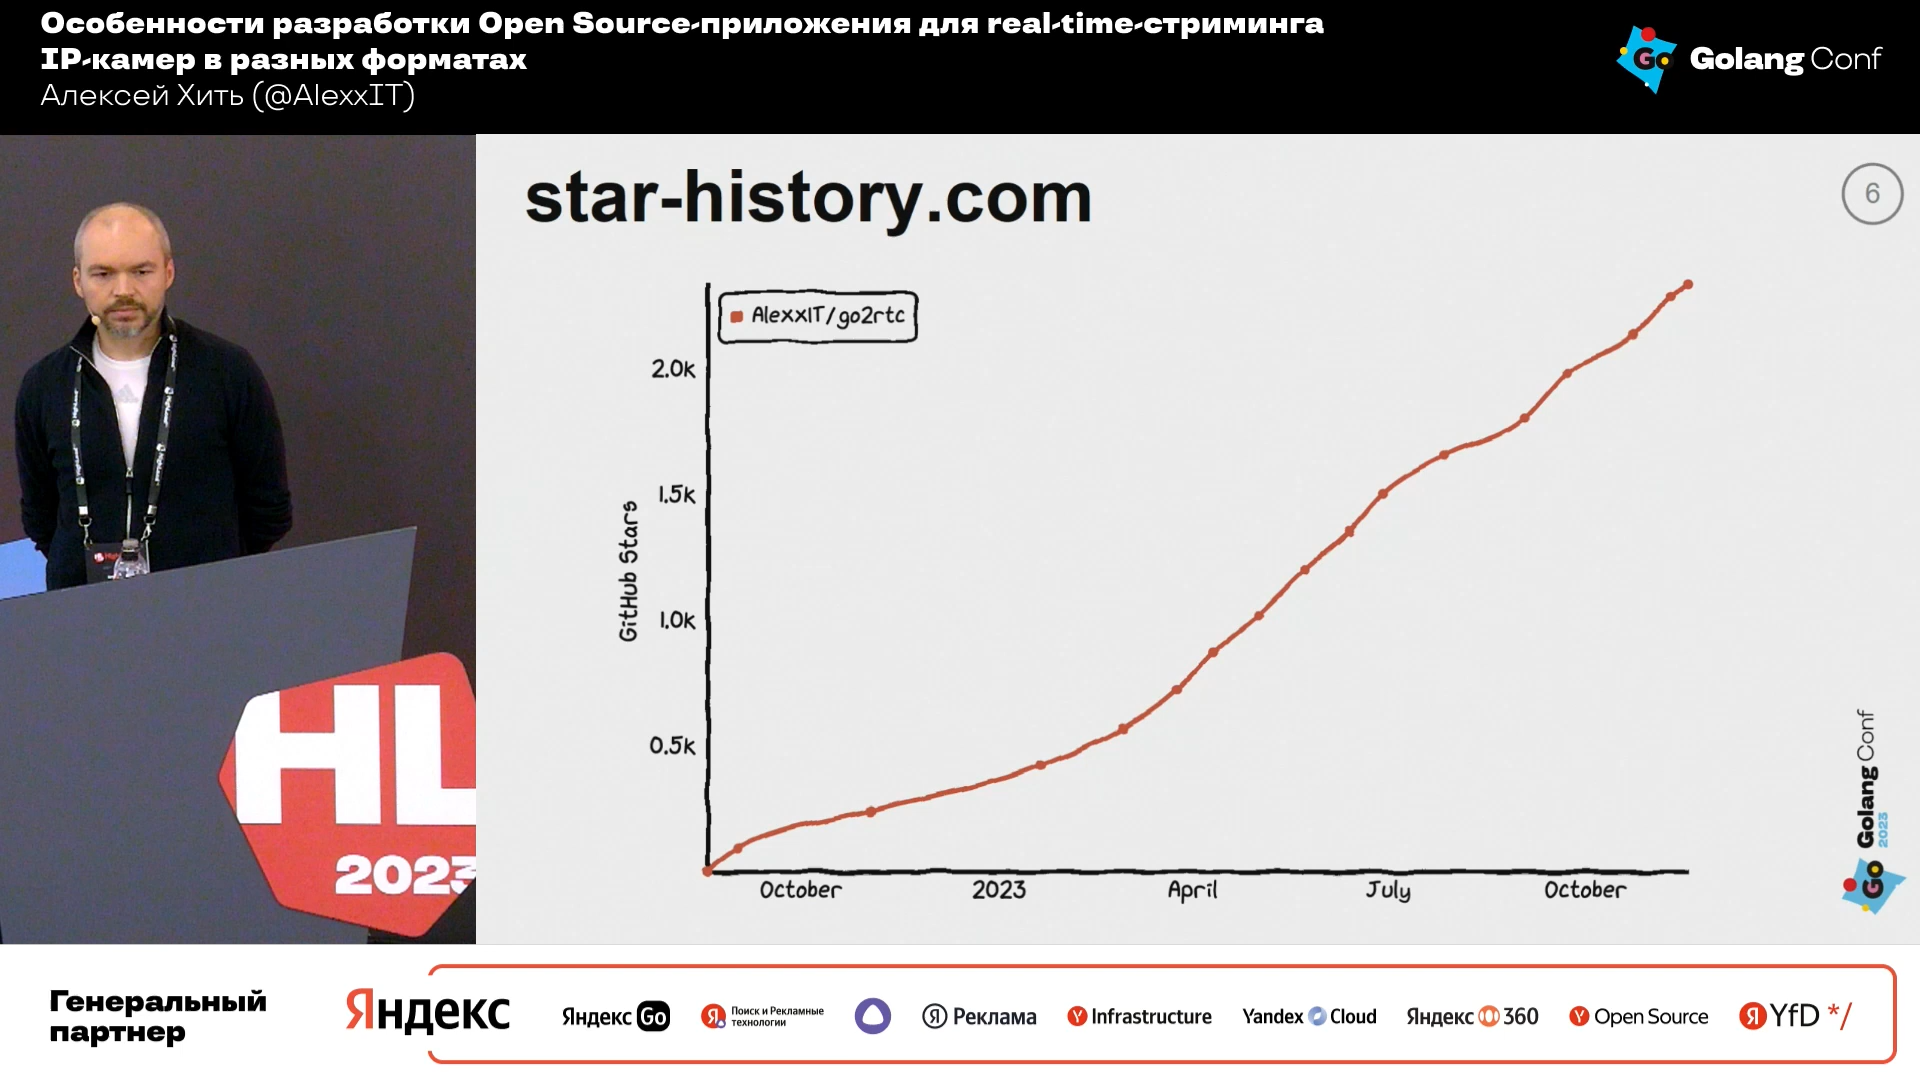 Особенности разработки Open Source-приложения для real-time-стриминга
IP-камер в разных форматах
Алексей Хить (@AlexxIT)
Go
Golang Conf
star-history.com
6
AlexxIT/go2rtc
2.0k
1.5k
1.0k
0.5k
GitHub Stars
October
2023
April
July
October
HL
2023
Golang Conf
2023
Go
Генеральный
партнер
Яндекс
Яндекс Go
Я
Поиск и Рекламные
технологии
Я Реклама
Y Infrastructure
Yandex Cloud
Яндекс 360
Y Open Source
Я YfD */